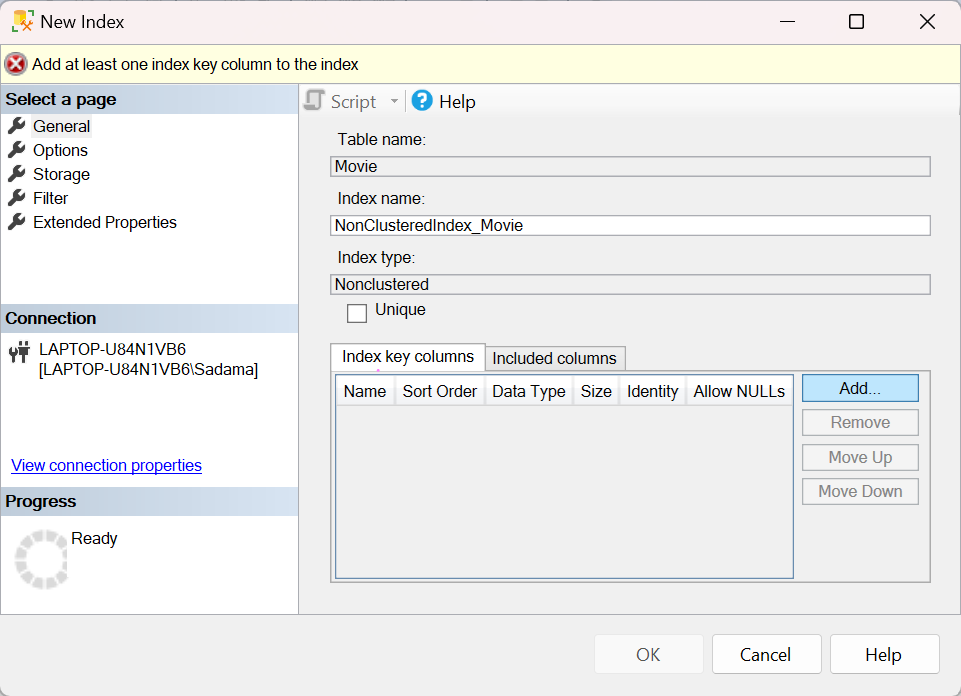 New Index
Add at least one index key column to the index
Select a page
General
Options
Storage
Filter
Extended Properties
Connection
LAPTOP-U84N1VB6
[LAPTOP-U84N1VB6\Sadama]
View connection properties
Progress
Ready
Script
Help
Table name:
Movie
Index name:
NonClusteredIndex_Movie
Index type:
Nonclustered
Unique
Index key columns Included columns
Name Sort Order Data Type Size Identity Allow NULLs
Add...
Remove
Move Up
Move Down
OK Cancel Help